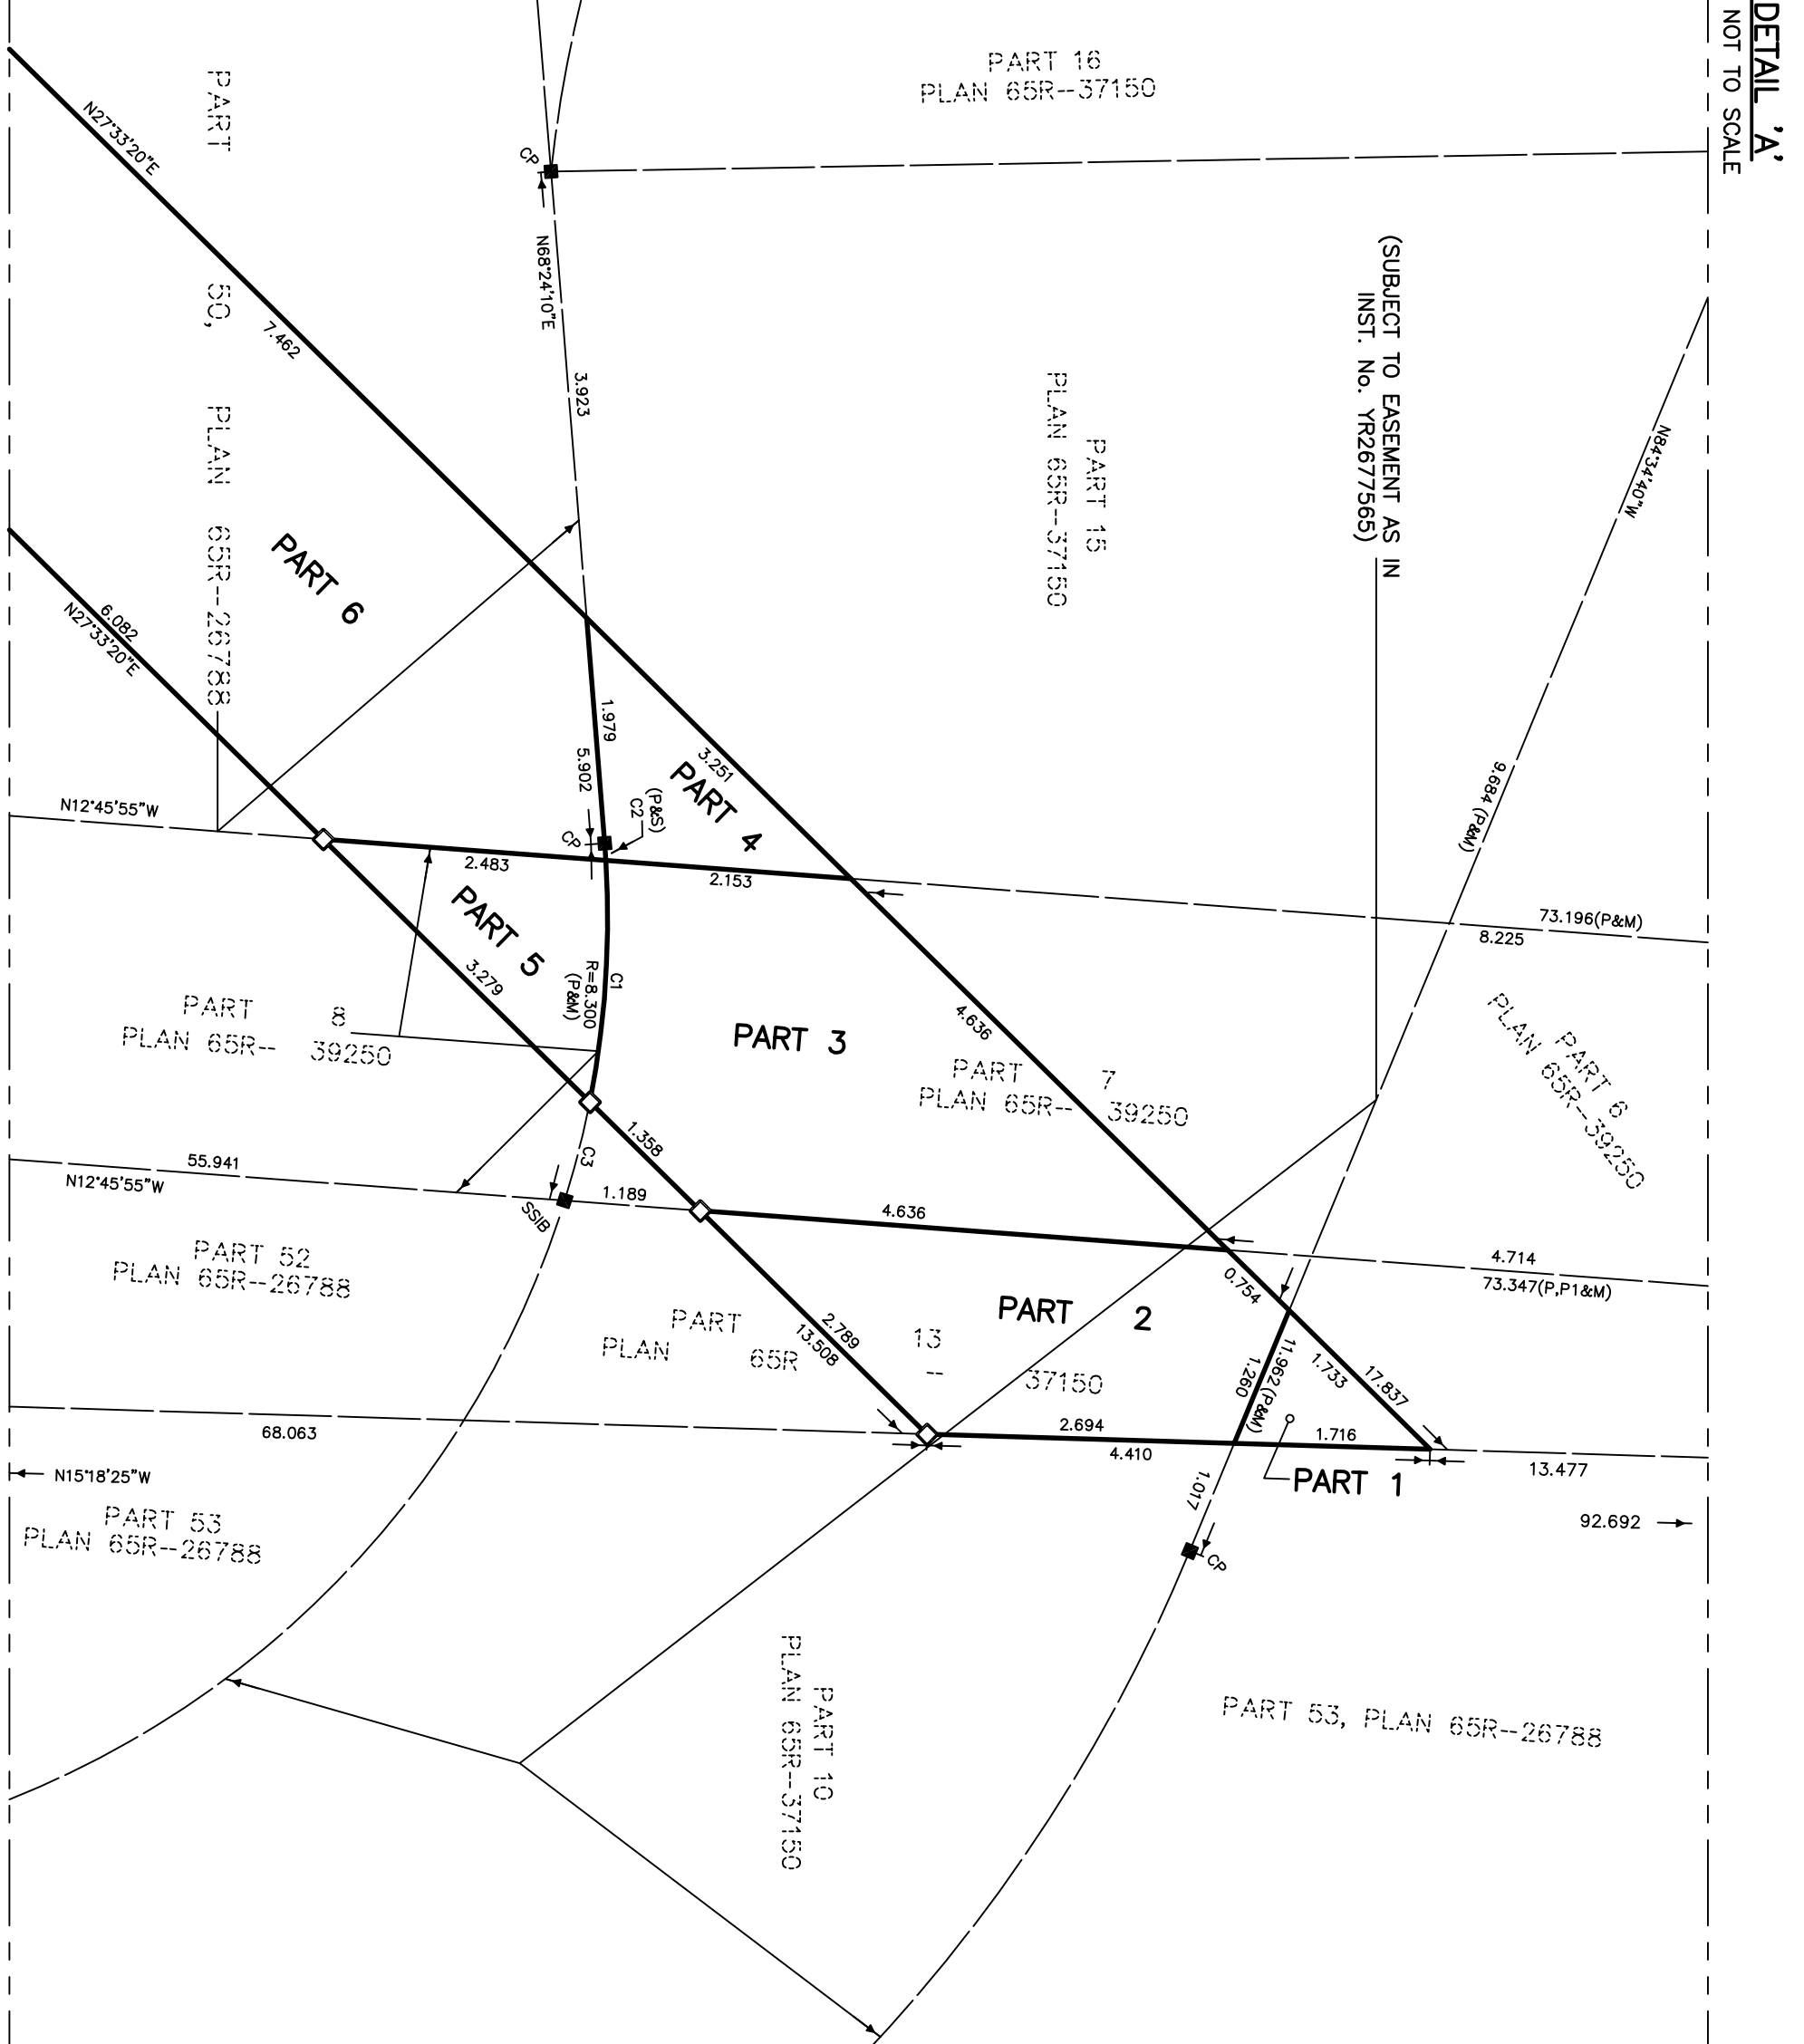 DETAIL 'A'
NOT TO SCALE
PART 16
PLAN 65R--37150
(SUBJECT TO EASEMENT AS IN
INST. No. YR2677565)
N27°33'20"E
PART 50, PLAN 65R--26788
CP
N68°24'10"E
3.923
7.462
PART 15
PLAN 65R--37150
N84°34'40"W
9.684 (P&M)
PART 6
6.082
N27°33'20"E
1.979
5.902
3.251
PART 4
(P&S)
C2
CP
N12°45'55"W
2.483
2.153
73.196(P&M)
8.225
PART 5
3.279
C1
R=8.300
(P&M)
PART 3
4.636
PART 8
PLAN 65R-- 39250
PART 7
PLAN 65R-- 39250
PART 6
PLAN 65R--39250
1.358
C3
55.941
N12°45'55"W
SSIB
1.189
4.636
4.714
73.347(P,P1&M)
0.754
PART 52
PLAN 65R--26788
PART 2
PART 13
PLAN 65R -- 37150
2.789
13.508
11.962(P&M)
1.260
1.733
17.837
68.063
2.694
4.410
1.716
13.477
PART 1
N15°18'25"W
1.017
CP
92.692
PART 53
PLAN 65R--26788
PART 10
PLAN 65R--37150
PART 53, PLAN 65R--26788